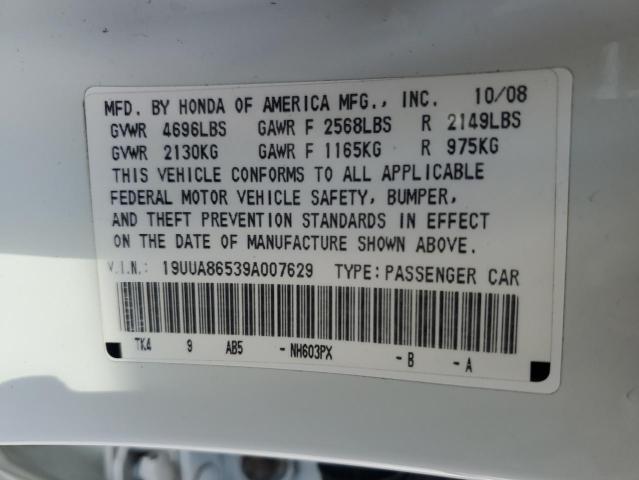 MFD. BY HONDA OF AMERICA MFG., INC. 10/08
GVWR 4696LBS GAWR F 2568LBS R 2149LBS
GVWR 2130KG GAWR F 1165KG R 975KG
THIS VEHICLE CONFORMS TO ALL APPLICABLE
FEDERAL MOTOR VEHICLE SAFETY, BUMPER,
AND THEFT PREVENTION STANDARDS IN EFFECT
ON THE DATE OF MANUFACTURE SHOWN ABOVE.
V.I.N.: 19UUA86539A007629 TYPE: PASSENGER CAR
TK4 9 AB5 - NH603PX - B - A